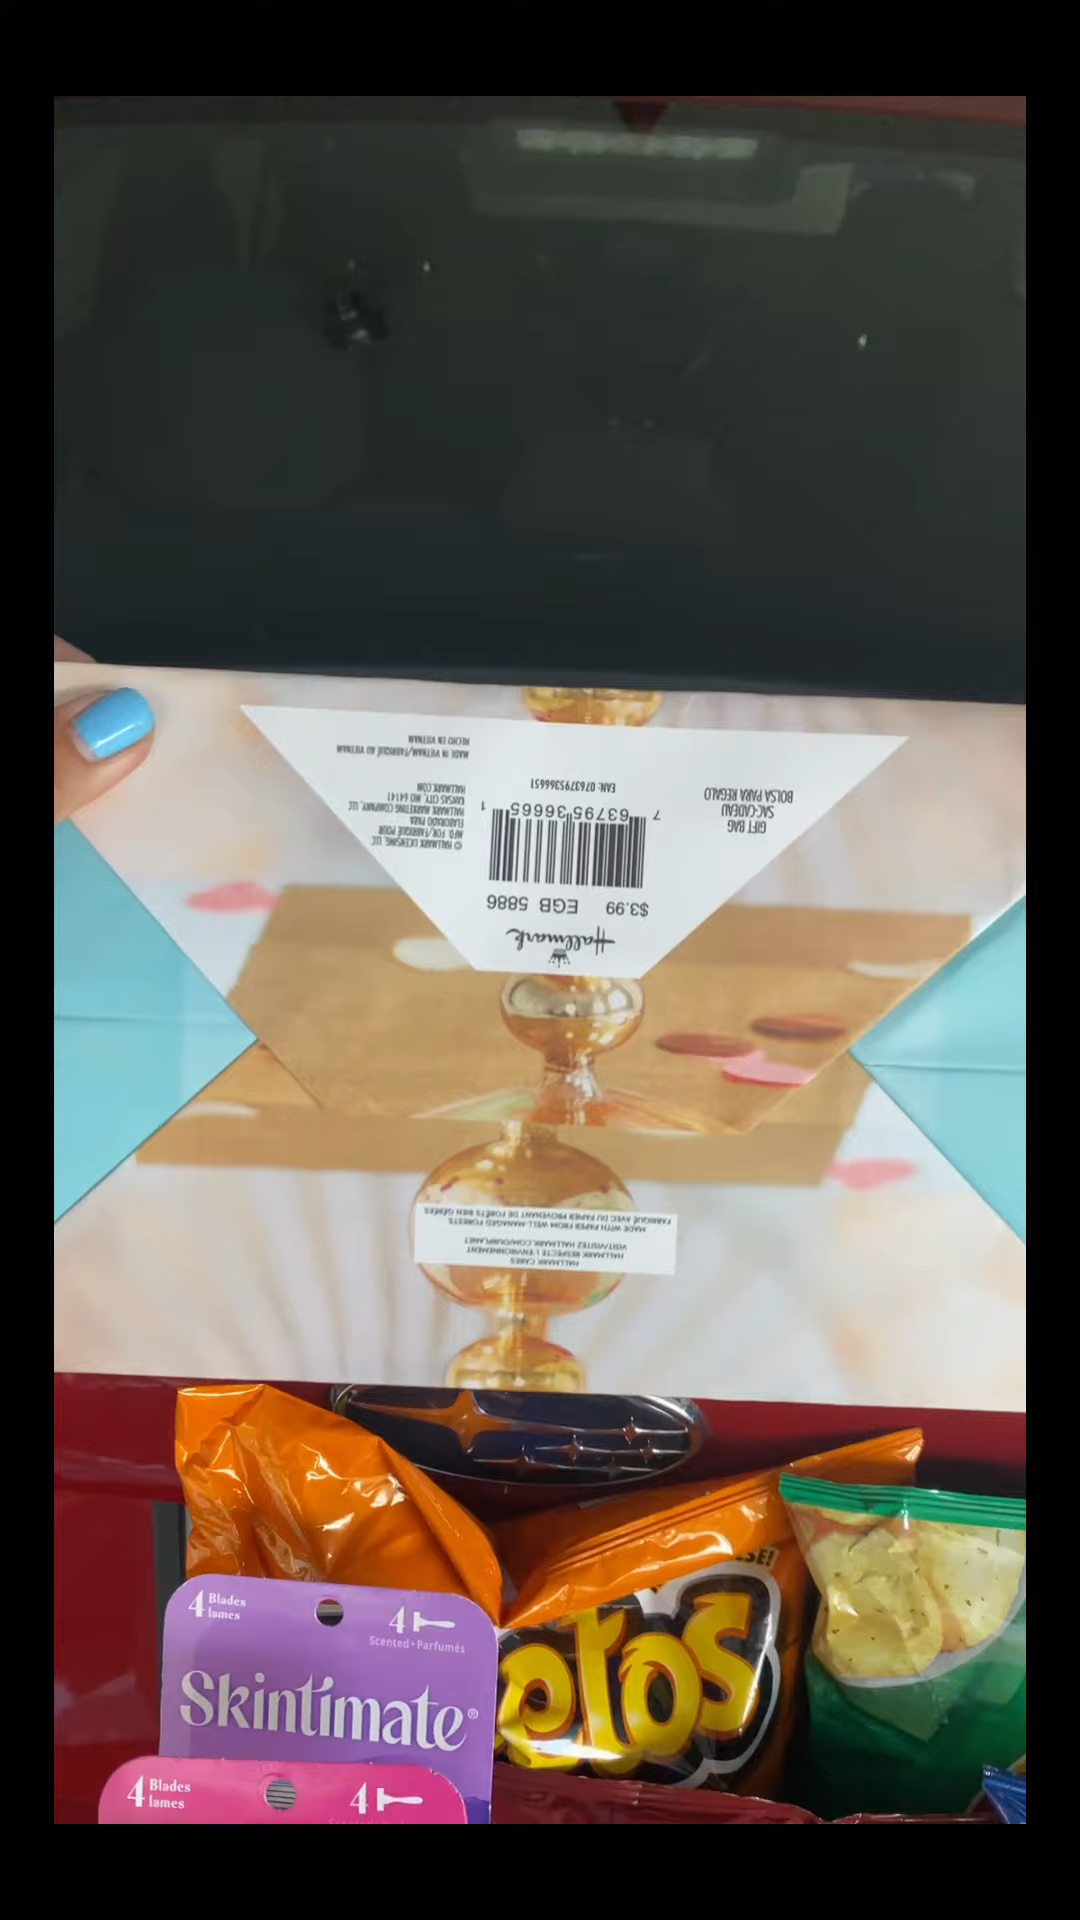 Hallmark
$3.99 EGB 5886
7 63795 36665 1
EAN: 0763795366651
GIFT BAG
SAC-CADEAU
BOLSA PARA REGALO
© HALLMARK LICENSING, LLC
MFD. FOR/FABRIQUÉ POUR
ELABORADO PARA
HALLMARK MARKETING COMPANY, LLC
KANSAS CITY, MO 64141
HALLMARK.COM
MADE IN VIETNAM/FABRIQUÉ AU VIETNAM
HECHO EN VIETNAM
HALLMARK CARES
HALLMARK RESPECTE L'ENVIRONNEMENT
VISIT/VISITEZ HALLMARK.COM/OURPLANET
MADE WITH PAPER FROM WELL-MANAGED FORESTS
FABRIQUÉ AVEC DU PAPIER PROVENANT DE FORÊTS BIEN GÉRÉES
4 Blades
lames
4
Scented • Parfumés
Skintimate®
etos
4 Blades
lames
4